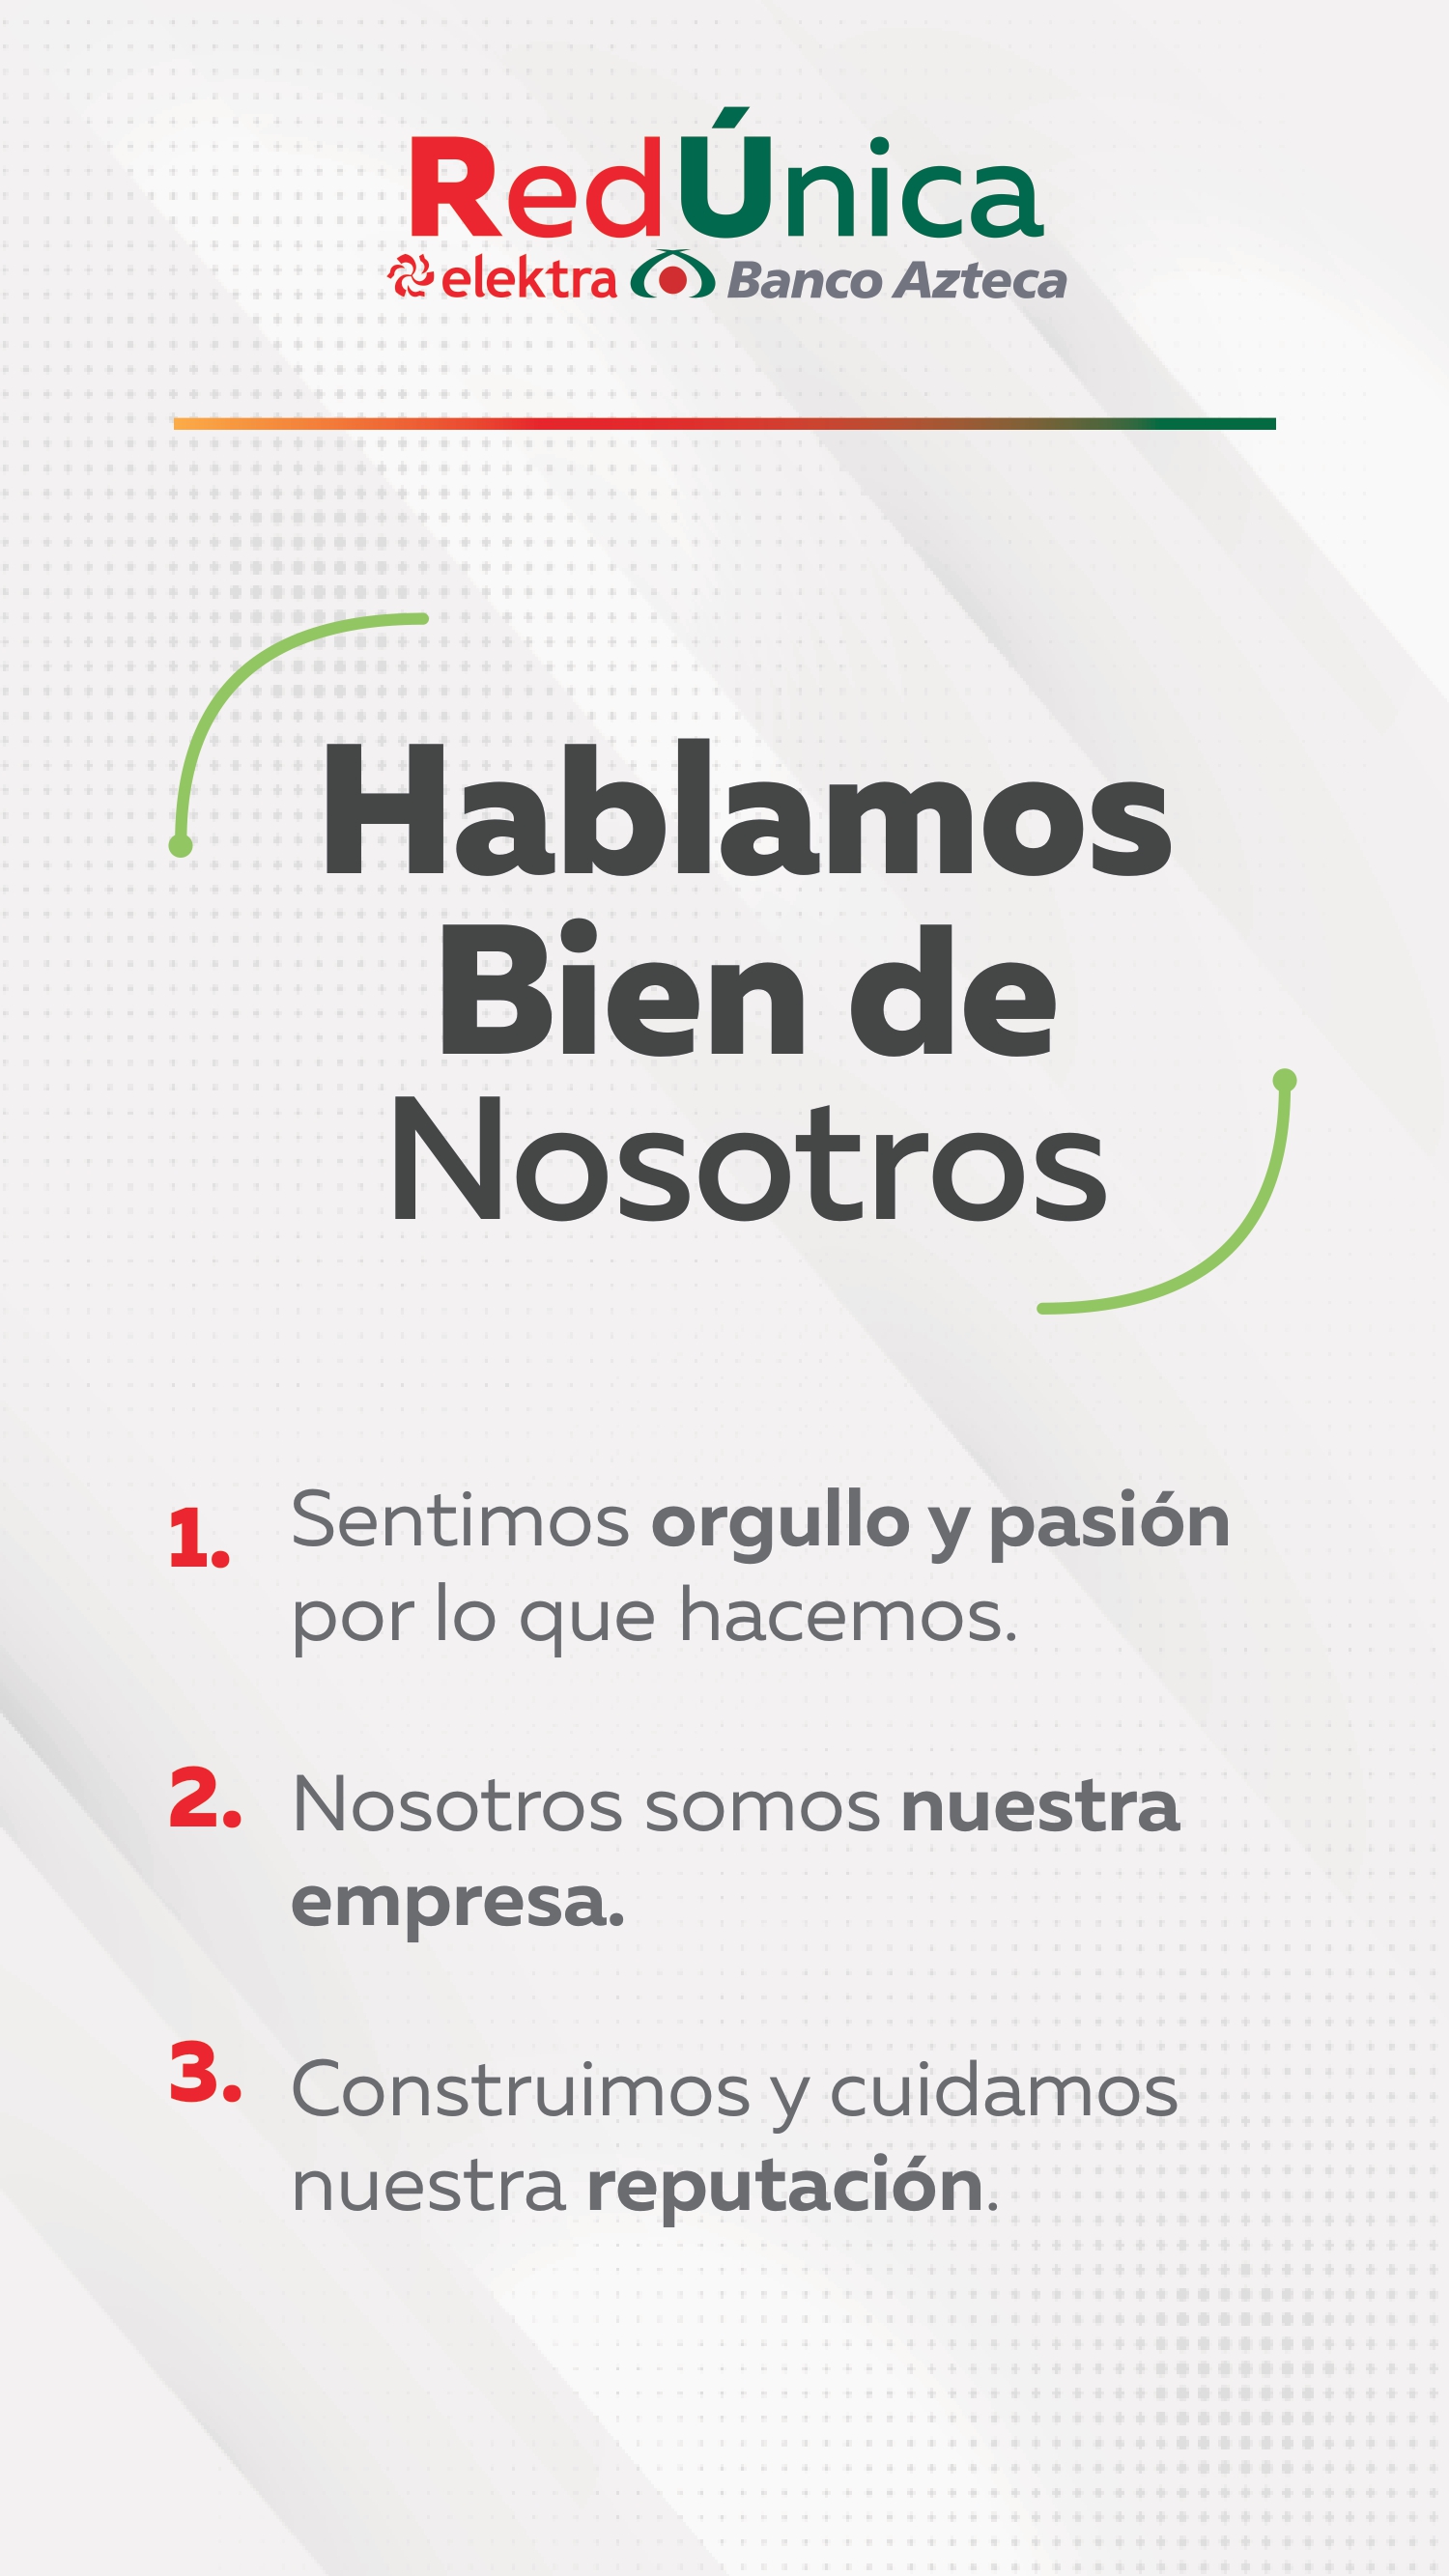 RedÚnica
elektra Banco Azteca
Hablamos
Bien de
Nosotros
1. Sentimos orgullo y pasión
por lo que hacemos.
2. Nosotros somos nuestra
empresa.
3. Construimos y cuidamos
nuestra reputación.